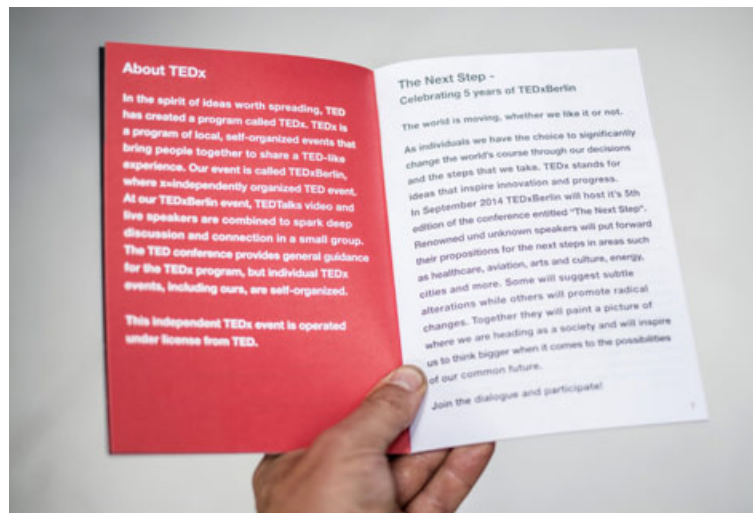 About TEDx
In the spirit of ideas worth spreading, TED
has created a program called TEDx. TEDx is
a program of local, self-organized events that
bring people together to share a TED-like
experience. Our event is called TEDxBerlin,
where x=independently organized TED event.
At our TEDxBerlin event, TEDTalks video and
live speakers are combined to spark deep
discussion and connection in a small group.
The TED conference provides general guidance
for the TEDx program, but individual TEDx
events, including ours, are self-organized.
This independent TEDx event is operated
under license from TED.
The Next Step -
Celebrating 5 years of TEDxBerlin
The world is moving, whether we like it or not.
As individuals we have the choice to significantly
change the world's course through our decisions
and the steps that we take. TEDx stands for
ideas that inspire innovation and progress.
In September 2014 TEDxBerlin will host it's 5th
edition of the conference entitled "The Next Step".
Renowned und unknown speakers will put forward
their propositions for the next steps in areas such
as healthcare, aviation, arts and culture, energy,
cities and more. Some will suggest subtle
alterations while others will promote radical
changes. Together they will paint a picture of
where we are heading as a society and will inspire
us to think bigger when it comes to the possibilities
of our common future.
Join the dialogue and participate!